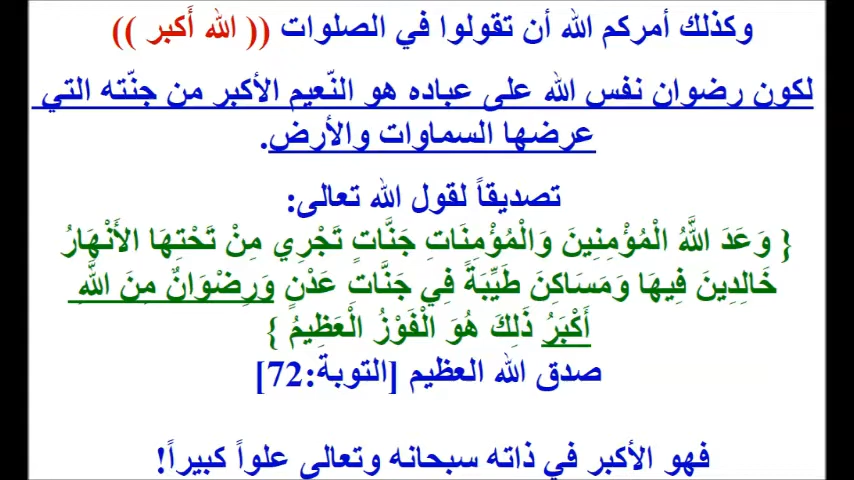 وكذلك أمركم الله أن تقولوا في الصلوات (( الله أَكبر ))
لكون رضوان نفس الله على عباده هو النّعيم الأكبر من جنّته التي
عرضها السماوات والأرض.
تصديقاً لقول الله تعالى:
{ وَعَدَ اللَّهُ الْمُؤْمِنِينَ وَالْمُؤْمِنَاتِ جَنَّاتٍ تَجْرِي مِنْ تَحْتِهَا الأَنْهَارُ
خَالِدِينَ فِيهَا وَمَسَاكِنَ طَيِّبَةً فِي جَنَّاتِ عَدْنٍ وَرِضْوَانٌ مِنَ اللَّهِ
أَكْبَرُ ذَلِكَ هُوَ الْفَوْزُ الْعَظِيمُ }
صدق الله العظيم [التوبة:72]
فهو الأكبر في ذاته سبحانه وتعالى علواً كبيراً!